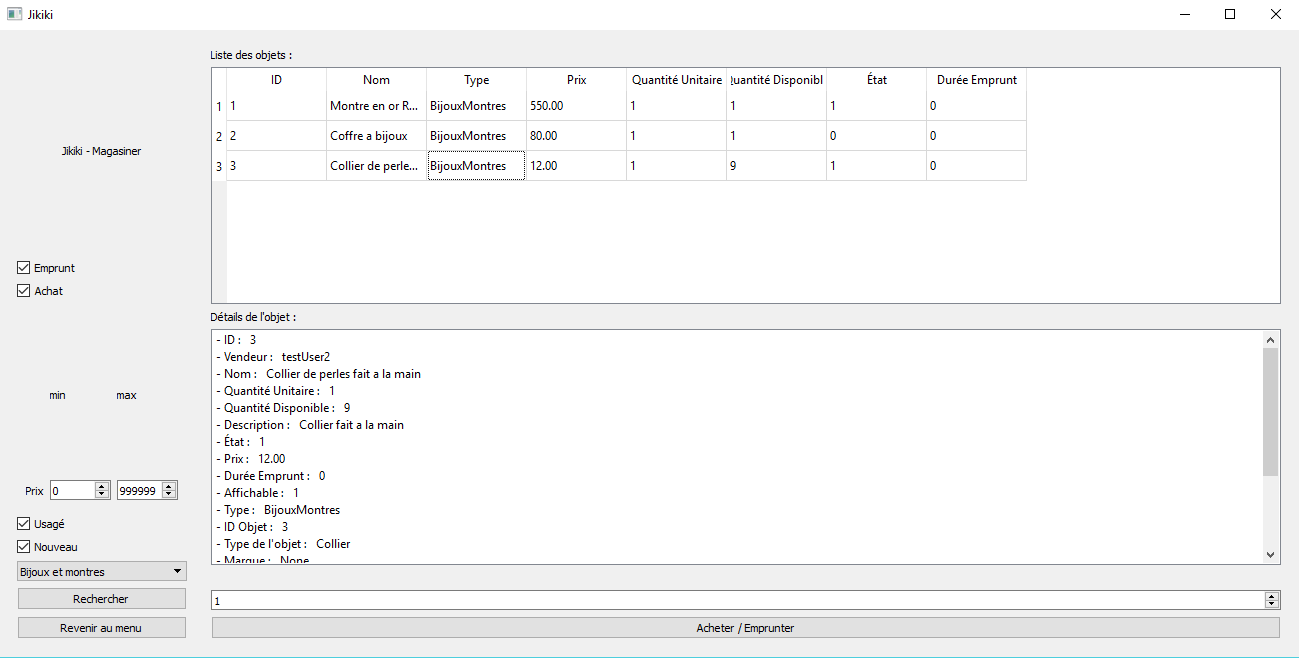 Jikiki
Jikiki - Magasiner
Emprunt
Achat
min max
Prix 0 999999
Usagé
Nouveau
Bijoux et montres
Rechercher
Revenir au menu
Liste des objets :
ID Nom Type Prix Quantité Unitaire uantité Disponibl État Durée Emprunt
1 1 Montre en or R... BijouxMontres 550.00 1 1 1 0
2 2 Coffre a bijoux BijouxMontres 80.00 1 1 0 0
3 3 Collier de perle... BijouxMontres 12.00 1 9 1 0
Détails de l'objet :
- ID : 3
- Vendeur : testUser2
- Nom : Collier de perles fait a la main
- Quantité Unitaire : 1
- Quantité Disponible : 9
- Description : Collier fait a la main
- État : 1
- Prix : 12.00
- Durée Emprunt : 0
- Affichable : 1
- Type : BijouxMontres
- ID Objet : 3
- Type de l'objet : Collier
- Marque : None
1
Acheter / Emprunter